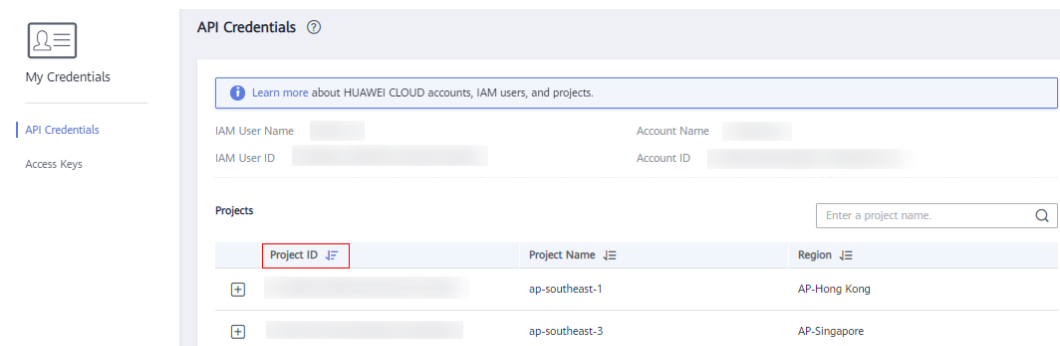 API Credentials
My Credentials
API Credentials
Access Keys
Learn more about HUAWEI CLOUD accounts, IAM users, and projects.
IAM User Name
Account Name
IAM User ID
Account ID
Projects
Enter a project name.
Project ID
Project Name
Region
ap-southeast-1
AP-Hong Kong
ap-southeast-3
AP-Singapore